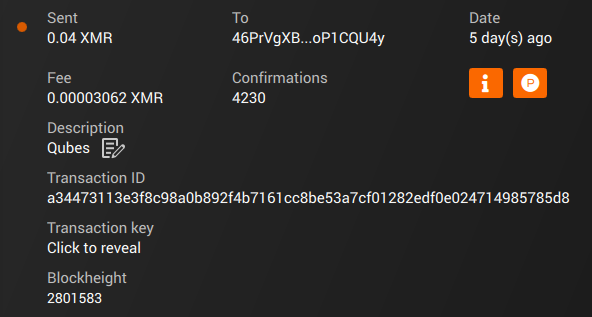 Sent To Date
0.04 XMR 46PrVgXB...oP1CQU4y 5 day(s) ago
Fee Confirmations
0.00003062 XMR 4230
i P
Description
Qubes
Transaction ID
a34473113e3f8c98a0b892f4b7161cc8be53a7cf01282edf0e024714985785d8
Transaction key
Click to reveal
Blockheight
2801583